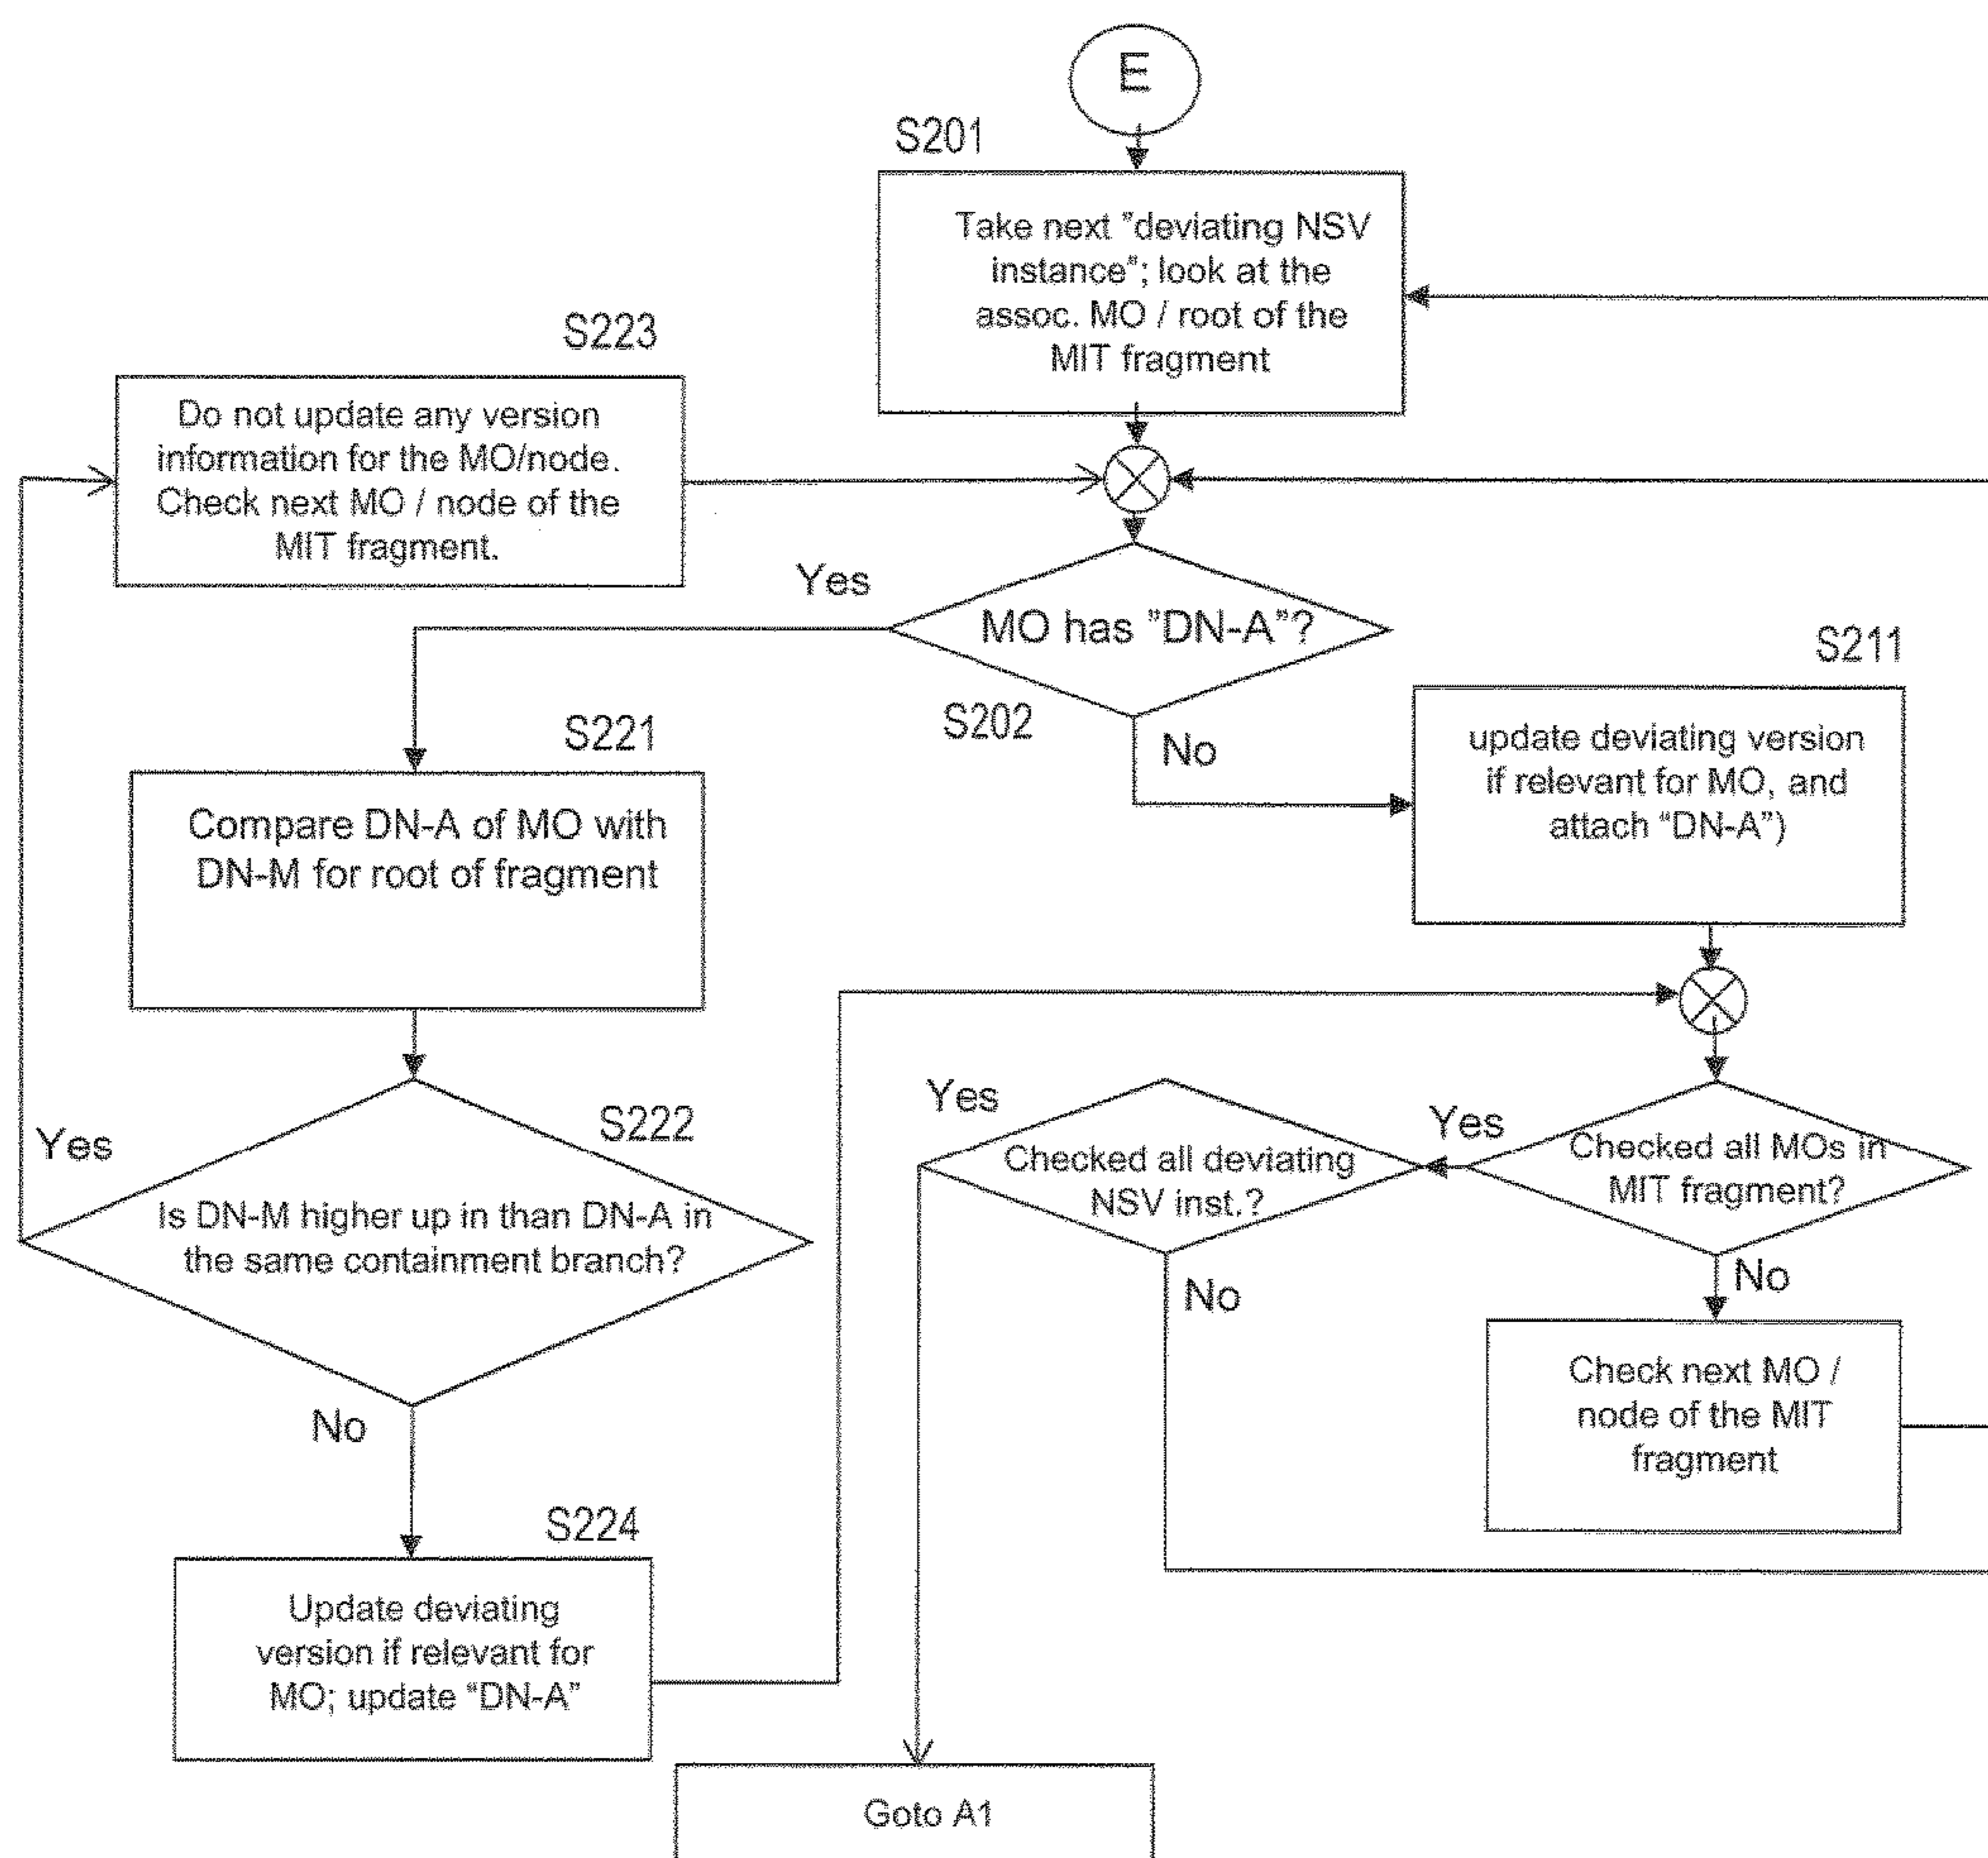 E
S201
Take next "deviating NSV
instance"; look at the
assoc. MO / root of the
MIT fragment
S223
Do not update any version
information for the MO/node.
Check next MO / node of the
MIT fragment.
Yes
MO has "DN-A"?
S202
No
S211
update deviating version
if relevant for MO, and
attach "DN-A")
S221
Compare DN-A of MO with
DN-M for root of fragment
S222
Yes
Is DN-M higher up in than DN-A in
the same containment branch?
No
Yes
Checked all deviating
NSV inst.?
No
Yes
Checked all MOs in
MIT fragment?
No
Check next MO /
node of the MIT
fragment
S224
Update deviating
version if relevant for
MO; update "DN-A"
Goto A1